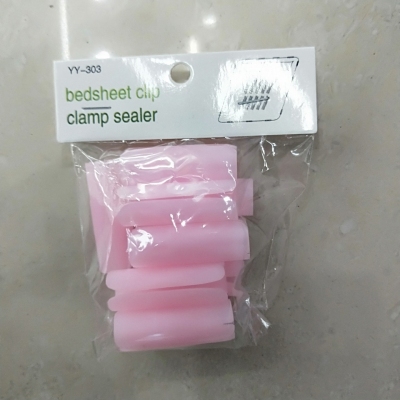 YY-303
bedsheet clip
clamp sealer